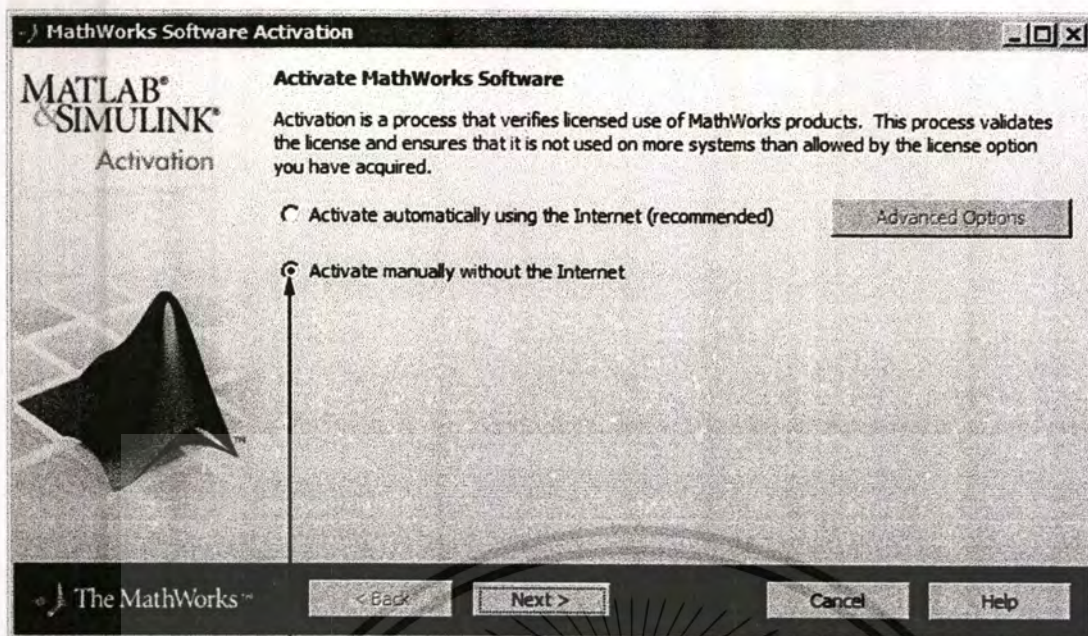 MathWorks Software Activation
MATLAB®
&SIMULINK®
Activation
Activate MathWorks Software
Activation is a process that verifies licensed use of MathWorks products. This process validates
the license and ensures that it is not used on more systems than allowed by the license option
you have acquired.
Activate automatically using the Internet (recommended)
Advanced Options
Activate manually without the Internet
TM
The MathWorks™
< Back
Next >
Cancel
Help